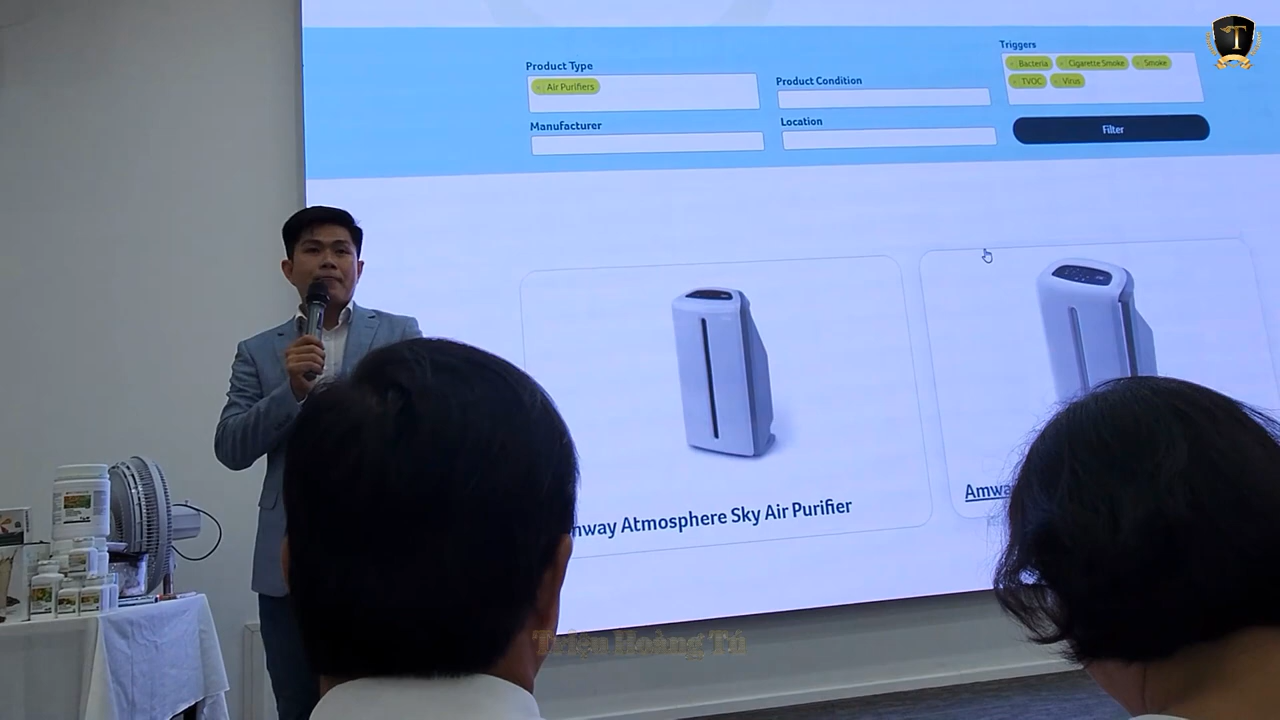 Product Type
× Air Purifiers
Manufacturer
Product Condition
Location
Triggers
× Bacteria × Cigarette Smoke × Smoke
× TVOC × Virus
Filter
mway Atmosphere Sky Air Purifier
Amwa
T
Triệu Hoàng Tú